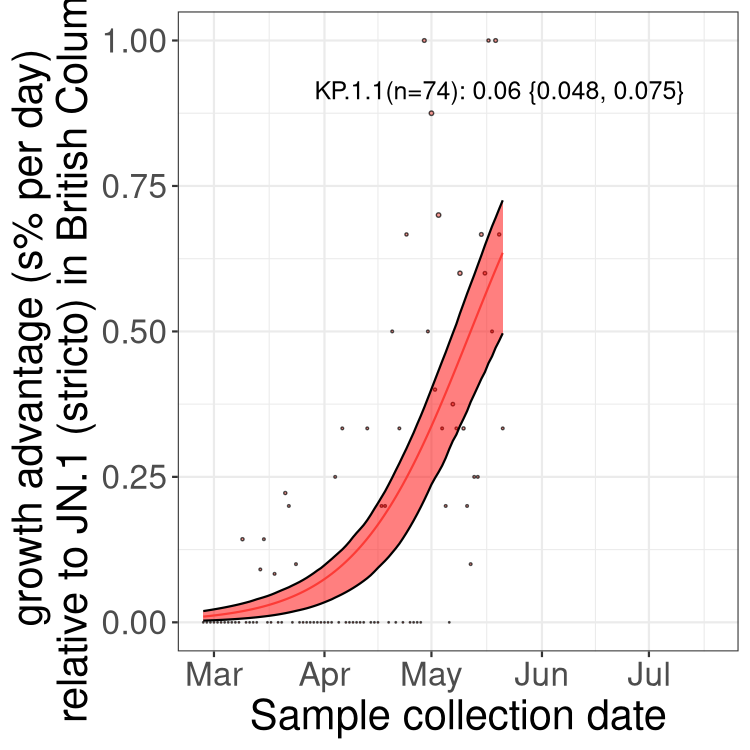 growth advantage (s% per day)
relative to JN.1 (stricto) in British Colum
1.00
0.75
0.50
0.25
0.00
KP.1.1(n=74): 0.06 {0.048, 0.075}
Mar Apr May Jun Jul
Sample collection date